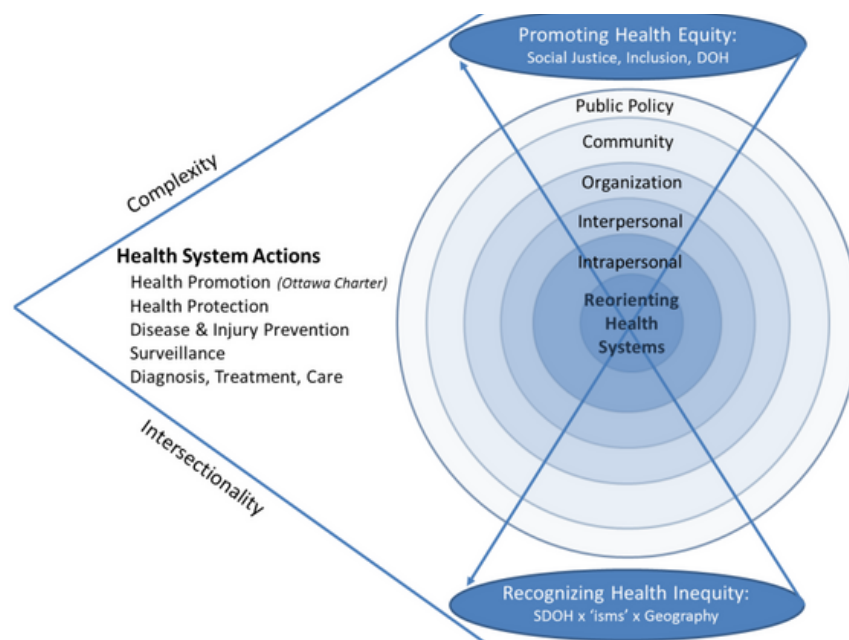 Promoting Health Equity:
Social Justice, Inclusion, DOH
Public Policy
Community
Organization
Interpersonal
Intrapersonal
Reorienting
Health
Systems
Complexity
Health System Actions
Health Promotion (Ottawa Charter)
Health Protection
Disease & Injury Prevention
Surveillance
Diagnosis, Treatment, Care
Intersectionality
Recognizing Health Inequity:
SDOH x ‘isms’ x Geography